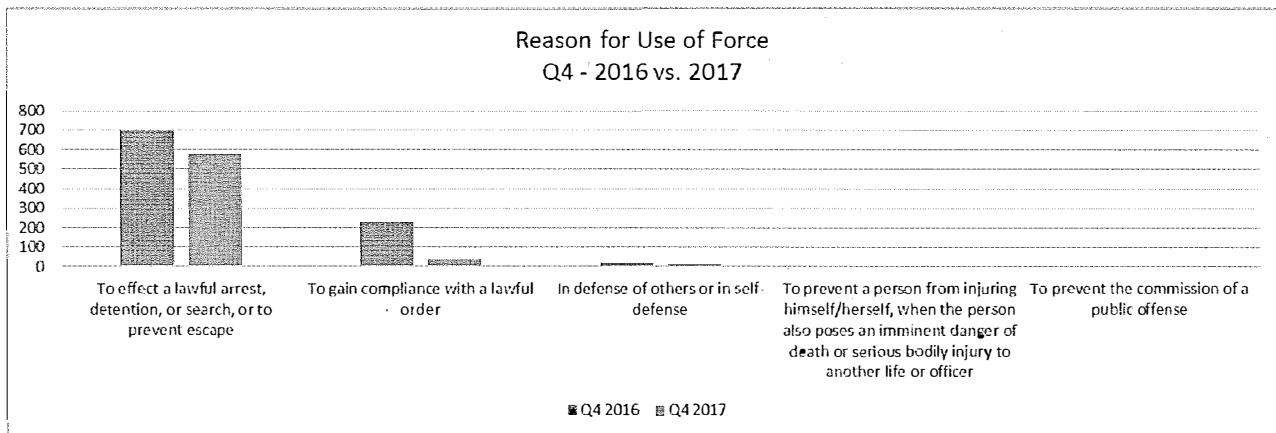 Reason for Use of Force
Q4 - 2016 vs. 2017
800
700
600
500
400
300
200
100
0
To effect a lawful arrest,
detention, or search, or to
prevent escape
To gain compliance with a lawful
order
In defense of others or in self-
defense
To prevent a person from injuring
himself/herself, when the person
also poses an imminent danger of
death or serious bodily injury to
another life or officer
To prevent the commission of a
public offense
Q4 2016 Q4 2017